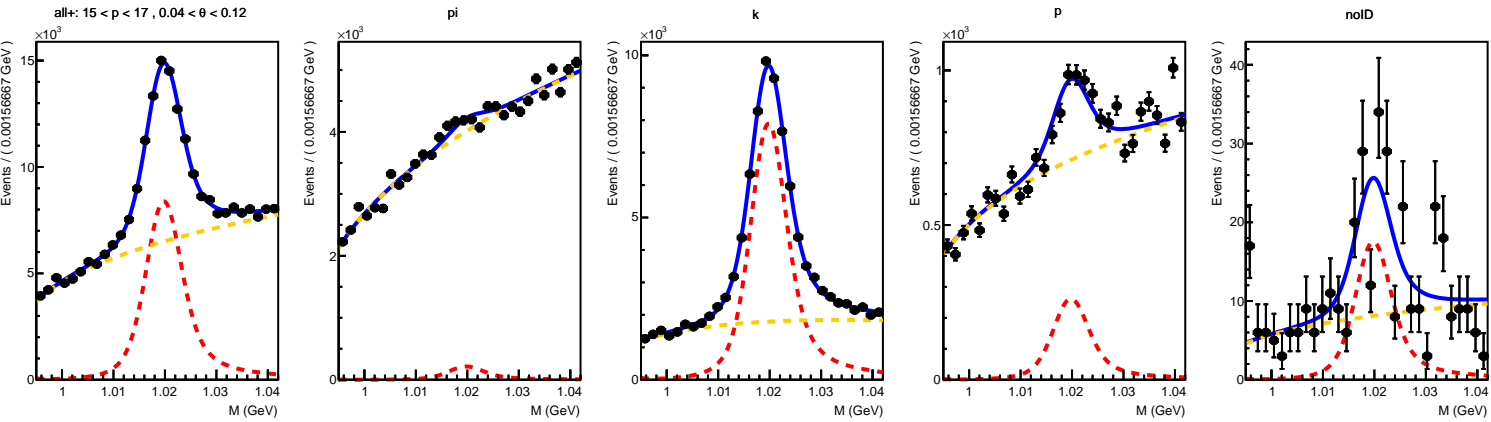 all+: 15 < p < 17 , 0.04 < θ < 0.12
×10³
Events / ( 0.00156667 GeV )
15
10
5
0
1 1.01 1.02 1.03 1.04
M (GeV)
pi
×10³
Events / ( 0.00156667 GeV )
4
2
0
1 1.01 1.02 1.03 1.04
M (GeV)
k
×10³
Events / ( 0.00156667 GeV )
10
5
0
1 1.01 1.02 1.03 1.04
M (GeV)
p
×10³
Events / ( 0.00156667 GeV )
1
0.5
0
1 1.01 1.02 1.03 1.04
M (GeV)
noID
Events / ( 0.00156667 GeV )
40
30
20
10
0
1 1.01 1.02 1.03 1.04
M (GeV)